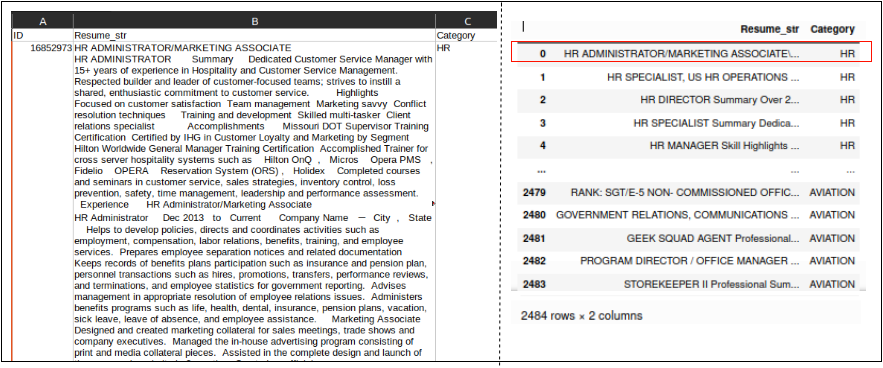 A B C
ID Resume_str Category
16852973 HR ADMINISTRATOR/MARKETING ASSOCIATE HR
HR ADMINISTRATOR Summary Dedicated Customer Service Manager with
15+ years of experience in Hospitality and Customer Service Management.
Respected builder and leader of customer-focused teams; strives to instill a
shared, enthusiastic commitment to customer service. Highlights
Focused on customer satisfaction Team management Marketing savvy Conflict
resolution techniques Training and development Skilled multi-tasker Client
relations specialist Accomplishments Missouri DOT Supervisor Training
Certification Certified by IHG in Customer Loyalty and Marketing by Segment
Hilton Worldwide General Manager Training Certification Accomplished Trainer for
cross server hospitality systems such as Hilton OnQ , Micros Opera PMS ,
Fidelio OPERA Reservation System (ORS) , Holidex Completed courses
and seminars in customer service, sales strategies, inventory control, loss
prevention, safety, time management, leadership and performance assessment.
Experience HR Administrator/Marketing Associate
HR Administrator Dec 2013 to Current Company Name – City , State
Helps to develop policies, directs and coordinates activities such as
employment, compensation, labor relations, benefits, training, and employee
services. Prepares employee separation notices and related documentation
Keeps records of benefits plans participation such as insurance and pension plan,
personnel transactions such as hires, promotions, transfers, performance reviews,
and terminations, and employee statistics for government reporting. Advises
management in appropriate resolution of employee relations issues. Administers
benefits programs such as life, health, dental, insurance, pension plans, vacation,
sick leave, leave of absence, and employee assistance. Marketing Associate
Designed and created marketing collateral for sales meetings, trade shows and
company executives. Managed the in-house advertising program consisting of
print and media collateral pieces. Assisted in the complete design and launch of
Resume_str Category
0 HR ADMINISTRATOR/MARKETING ASSOCIATE\... HR
1 HR SPECIALIST, US HR OPERATIONS ... HR
2 HR DIRECTOR Summary Over 2... HR
3 HR SPECIALIST Summary Dedica... HR
4 HR MANAGER Skill Highlights ... HR
... ... ...
2479 RANK: SGT/E-5 NON- COMMISSIONED OFFIC... AVIATION
2480 GOVERNMENT RELATIONS, COMMUNICATIONS ... AVIATION
2481 GEEK SQUAD AGENT Professional... AVIATION
2482 PROGRAM DIRECTOR / OFFICE MANAGER ... AVIATION
2483 STOREKEEPER II Professional Sum... AVIATION
2484 rows × 2 columns